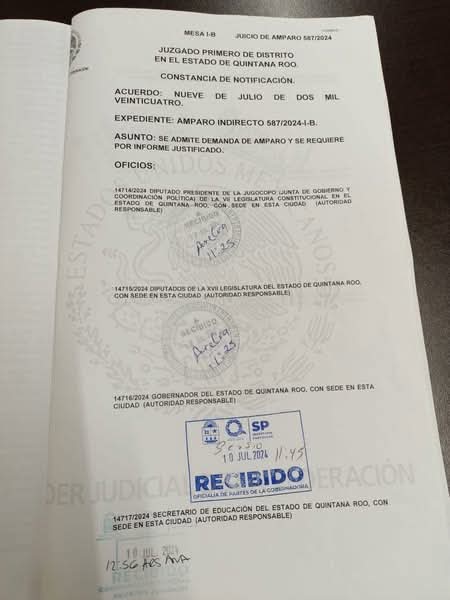 MESA I-B JUICIO DE AMPARO 587/2024
JUZGADO PRIMERO DE DISTRITO
EN EL ESTADO DE QUINTANA ROO.
CONSTANCIA DE NOTIFICACIÓN.
ACUERDO: NUEVE DE JULIO DE DOS MIL
VEINTICUATRO.
EXPEDIENTE: AMPARO INDIRECTO 587/2024-I-B.
ASUNTO: SE ADMITE DEMANDA DE AMPARO Y SE REQUIERE
POR INFORME JUSTIFICADO.
OFICIOS:
14714/2024 DIPUTADO PRESIDENTE DE LA JUGOCOPO (JUNTA DE GOBIERNO Y
COORDINACIÓN POLÍTICA) DE LA VII LEGISLATURA CONSTITUCIONAL EN EL
ESTADO DE QUINTANA ROO, CON SEDE EN ESTA CIUDAD (AUTORIDAD
RESPONSABLE)
RECIBIDO
11:25
14715/2024 DIPUTADOS DE LA XVII LEGISLATURA DEL ESTADO DE QUINTANA ROO,
CON SEDE EN ESTA CIUDAD (AUTORIDAD RESPONSABLE)
RECIBIDO
11:25
14716/2024 GOBERNADOR DEL ESTADO DE QUINTANA ROO, CON SEDE EN ESTA
CIUDAD (AUTORIDAD RESPONSABLE)
SP
10 JUL 2024 11:45
RECIBIDO
OFICIALIA DE PARTES DE LA GOBERNADORA
14717/2024 SECRETARIO DE EDUCACIÓN DEL ESTADO DE QUINTANA ROO, CON
SEDE EN ESTA CIUDAD (AUTORIDAD RESPONSABLE)
10 JUL. 2024
12:56
RECIBIDO